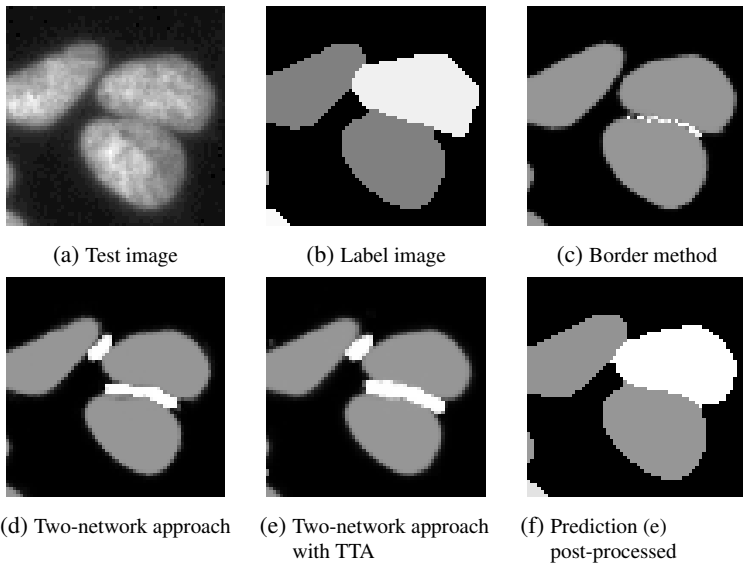 (a) Test image
(b) Label image
(c) Border method
(d) Two-network approach
(e) Two-network approach
with TTA
(f) Prediction (e)
post-processed